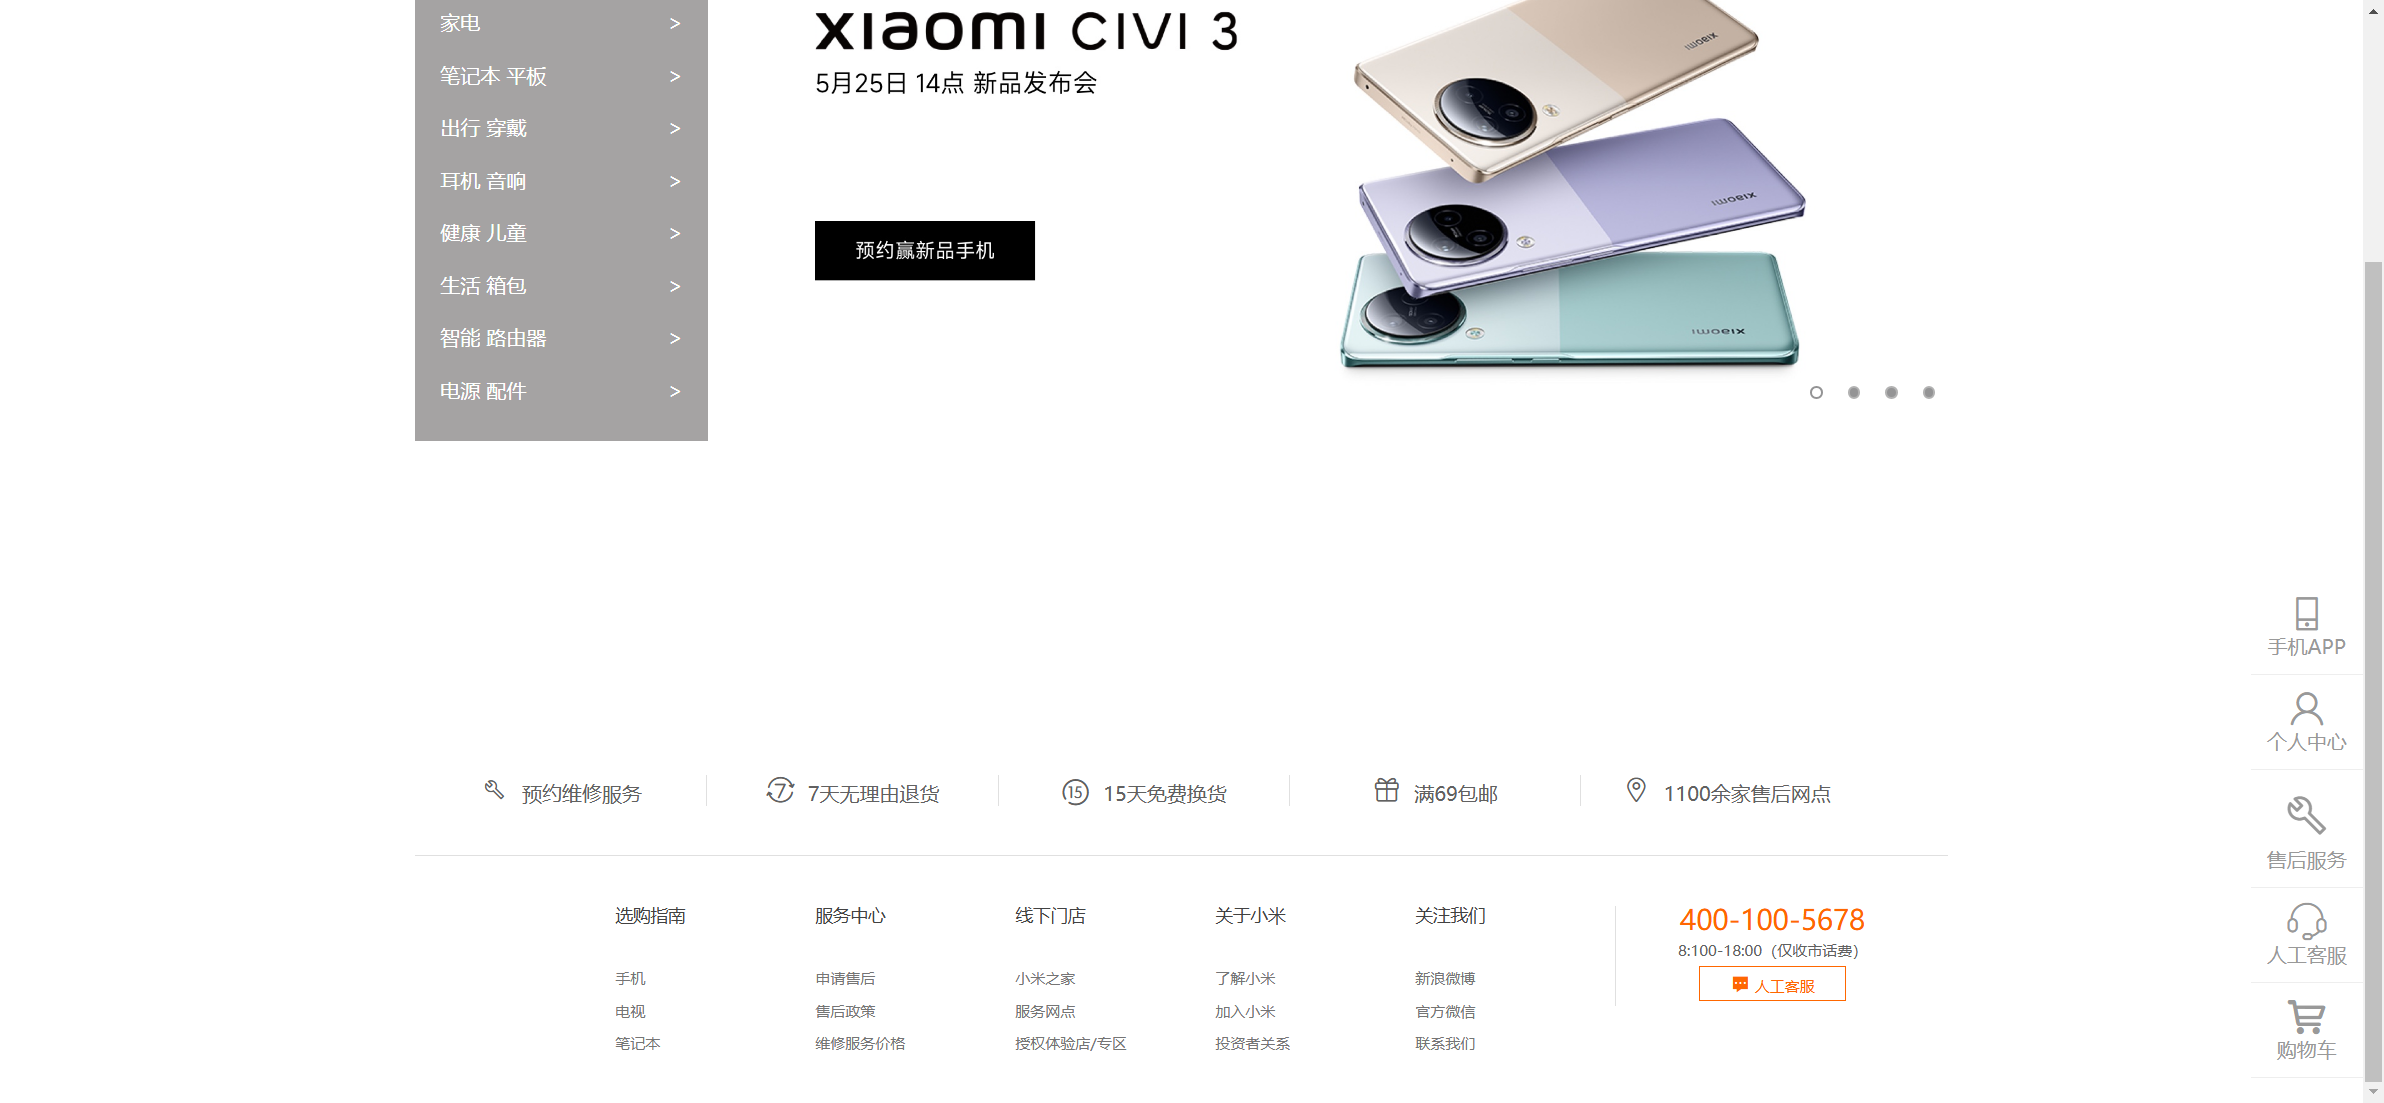 家电 >
笔记本 平板 >
出行 穿戴 >
耳机 音响 >
健康 儿童 >
生活 箱包 >
智能 路由器 >
电源 配件 >
xiaomi CIVI 3
5月25日 14点 新品发布会
预约赢新品手机
xiaomi
xiaomi
xiaomi
手机APP
个人中心
售后服务
人工客服
购物车
预约维修服务
7 7天无理由退货
15 15天免费换货
满69包邮
1100余家售后网点
选购指南
手机
电视
笔记本
服务中心
申请售后
售后政策
维修服务价格
线下门店
小米之家
服务网点
授权体验店/专区
关于小米
了解小米
加入小米
投资者关系
关注我们
新浪微博
官方微信
联系我们
400-100-5678
8:100-18:00（仅收市话费）
人工客服